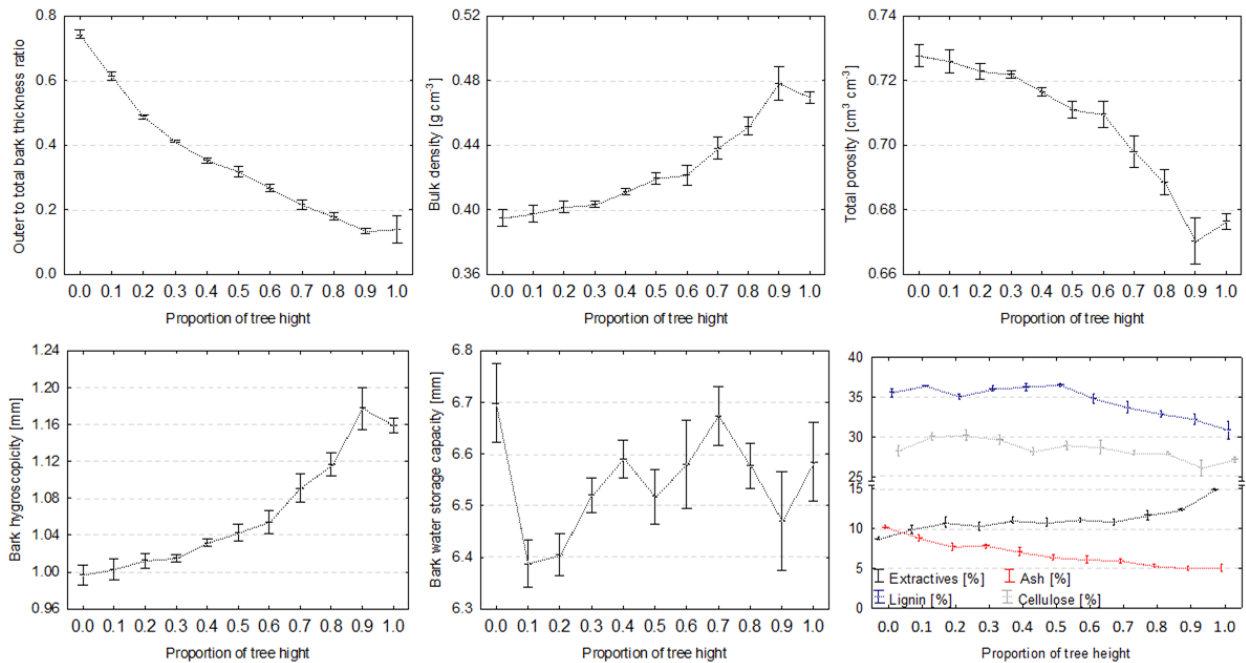 Outer to total bark thickness ratio
0.8
0.6
0.4
0.2
0.0
0.0 0.1 0.2 0.3 0.4 0.5 0.6 0.7 0.8 0.9 1.0
Proportion of tree hight
Bulk density [g cm-3]
0.52
0.48
0.44
0.40
0.36
0.0 0.1 0.2 0.3 0.4 0.5 0.6 0.7 0.8 0.9 1.0
Proportion of tree hight
Total porosity [cm3 cm-3]
0.74
0.72
0.70
0.68
0.66
0.0 0.1 0.2 0.3 0.4 0.5 0.6 0.7 0.8 0.9 1.0
Proportion of tree hight
Bark hygroscopicity [mm]
1.24
1.20
1.16
1.12
1.08
1.04
1.00
0.96
0.0 0.1 0.2 0.3 0.4 0.5 0.6 0.7 0.8 0.9 1.0
Proportion of tree hight
Bark water storage capacity [mm]
6.8
6.7
6.6
6.5
6.4
6.3
0.0 0.1 0.2 0.3 0.4 0.5 0.6 0.7 0.8 0.9 1.0
Proportion of tree hight
40
35
30
25
15
10
5
0
Extractives [%] Ash [%]
Lignin [%] Cellulose [%]
0.0 0.1 0.2 0.3 0.4 0.5 0.6 0.7 0.8 0.9 1.0
Proportion of tree height